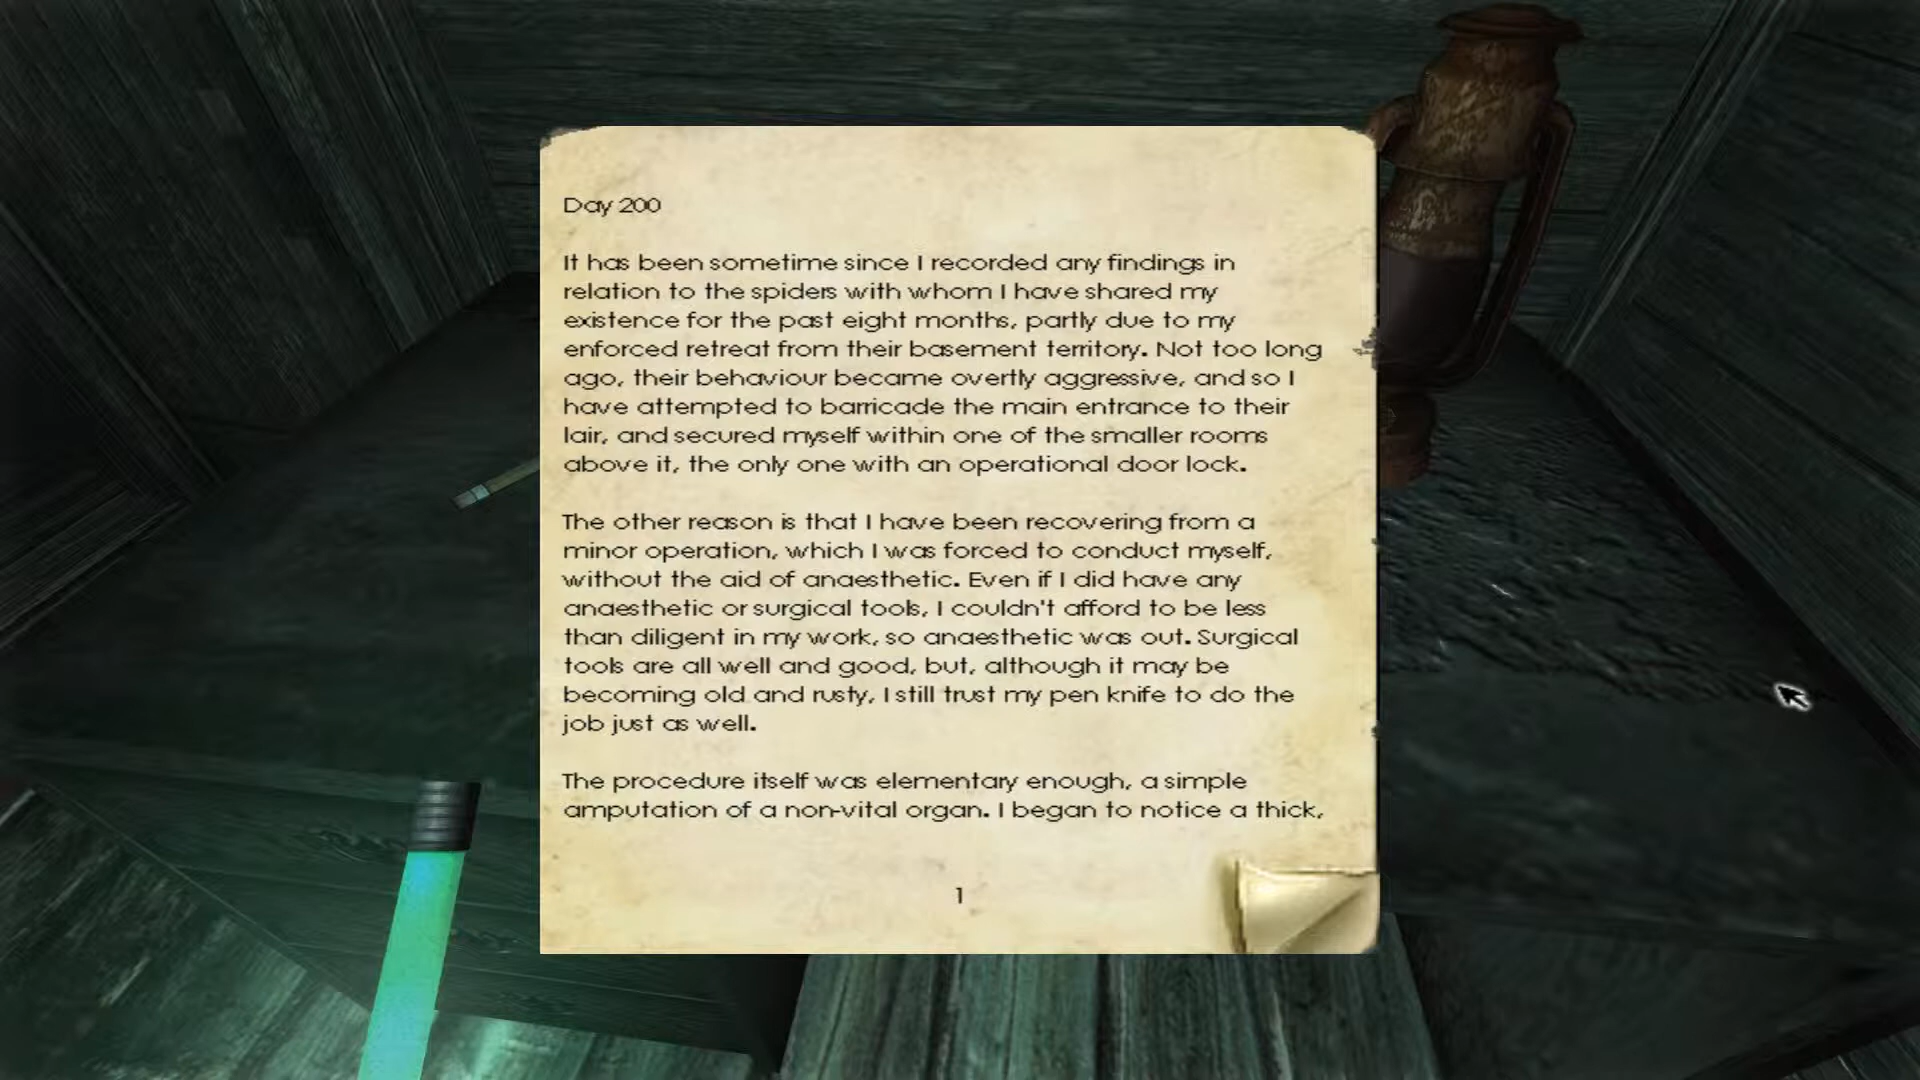 Day 200
It has been sometime since I recorded any findings in
relation to the spiders with whom I have shared my
existence for the past eight months, partly due to my
enforced retreat from their basement territory. Not too long
ago, their behaviour became overtly aggressive, and so I
have attempted to barricade the main entrance to their
lair, and secured myself within one of the smaller rooms
above it, the only one with an operational door lock.
The other reason is that I have been recovering from a
minor operation, which I was forced to conduct myself,
without the aid of anaesthetic. Even if I did have any
anaesthetic or surgical tools, I couldn't afford to be less
than diligent in my work, so anaesthetic was out. Surgical
tools are all well and good, but, although it may be
becoming old and rusty, I still trust my pen knife to do the
job just as well.
The procedure itself was elementary enough, a simple
amputation of a non-vital organ. I began to notice a thick,
1